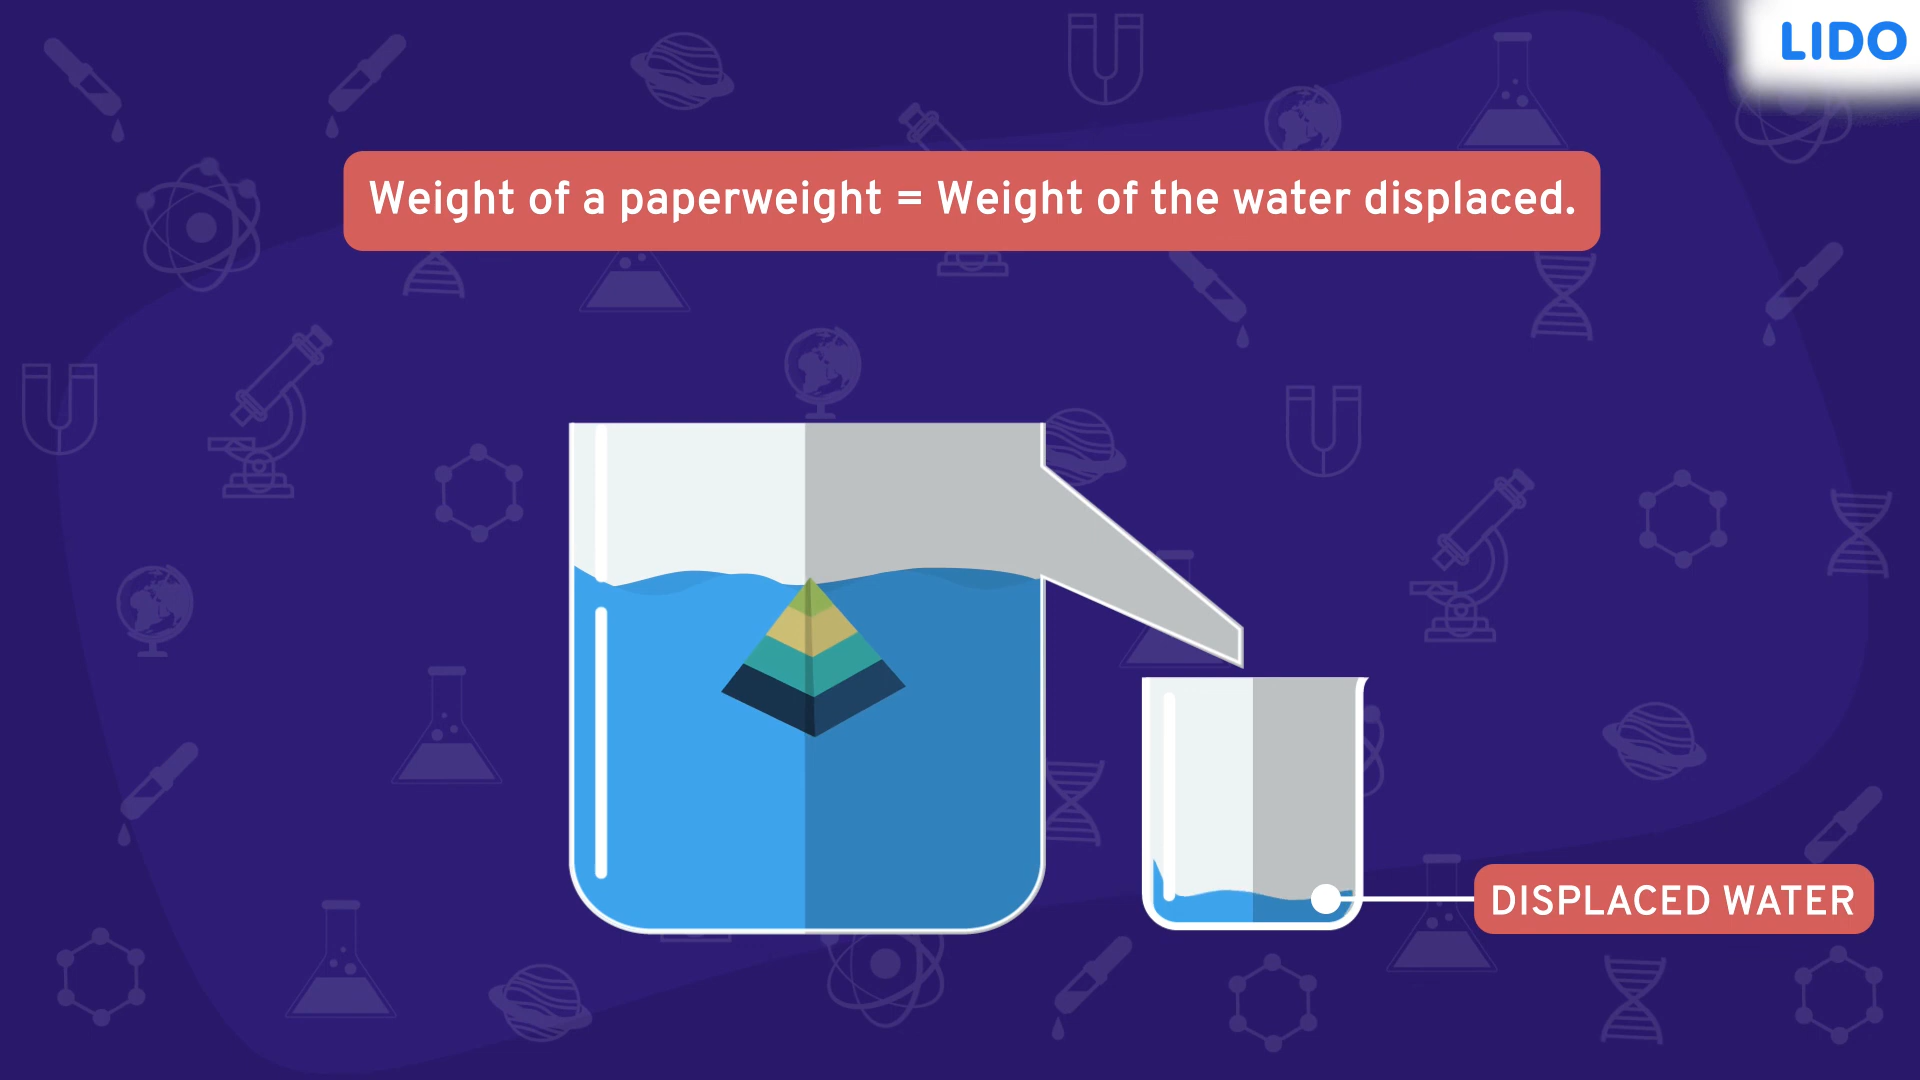 LIDO
Weight of a paperweight = Weight of the water displaced.
DISPLACED WATER